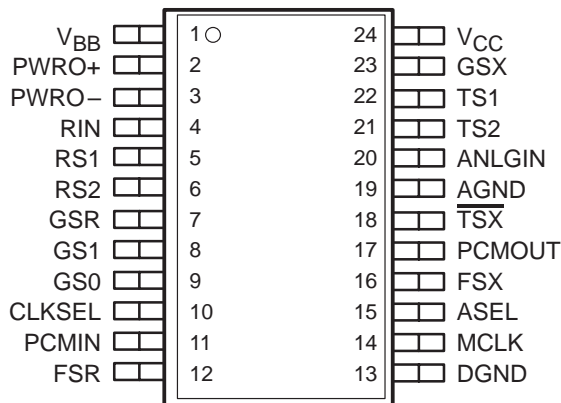 VBB 1 24 VCC
PWRO+ 2 23 GSX
PWRO− 3 22 TS1
RIN 4 21 TS2
RS1 5 20 ANLGIN
RS2 6 19 AGND
GSR 7 18 TSX
GS1 8 17 PCMOUT
GS0 9 16 FSX
CLKSEL 10 15 ASEL
PCMIN 11 14 MCLK
FSR 12 13 DGND